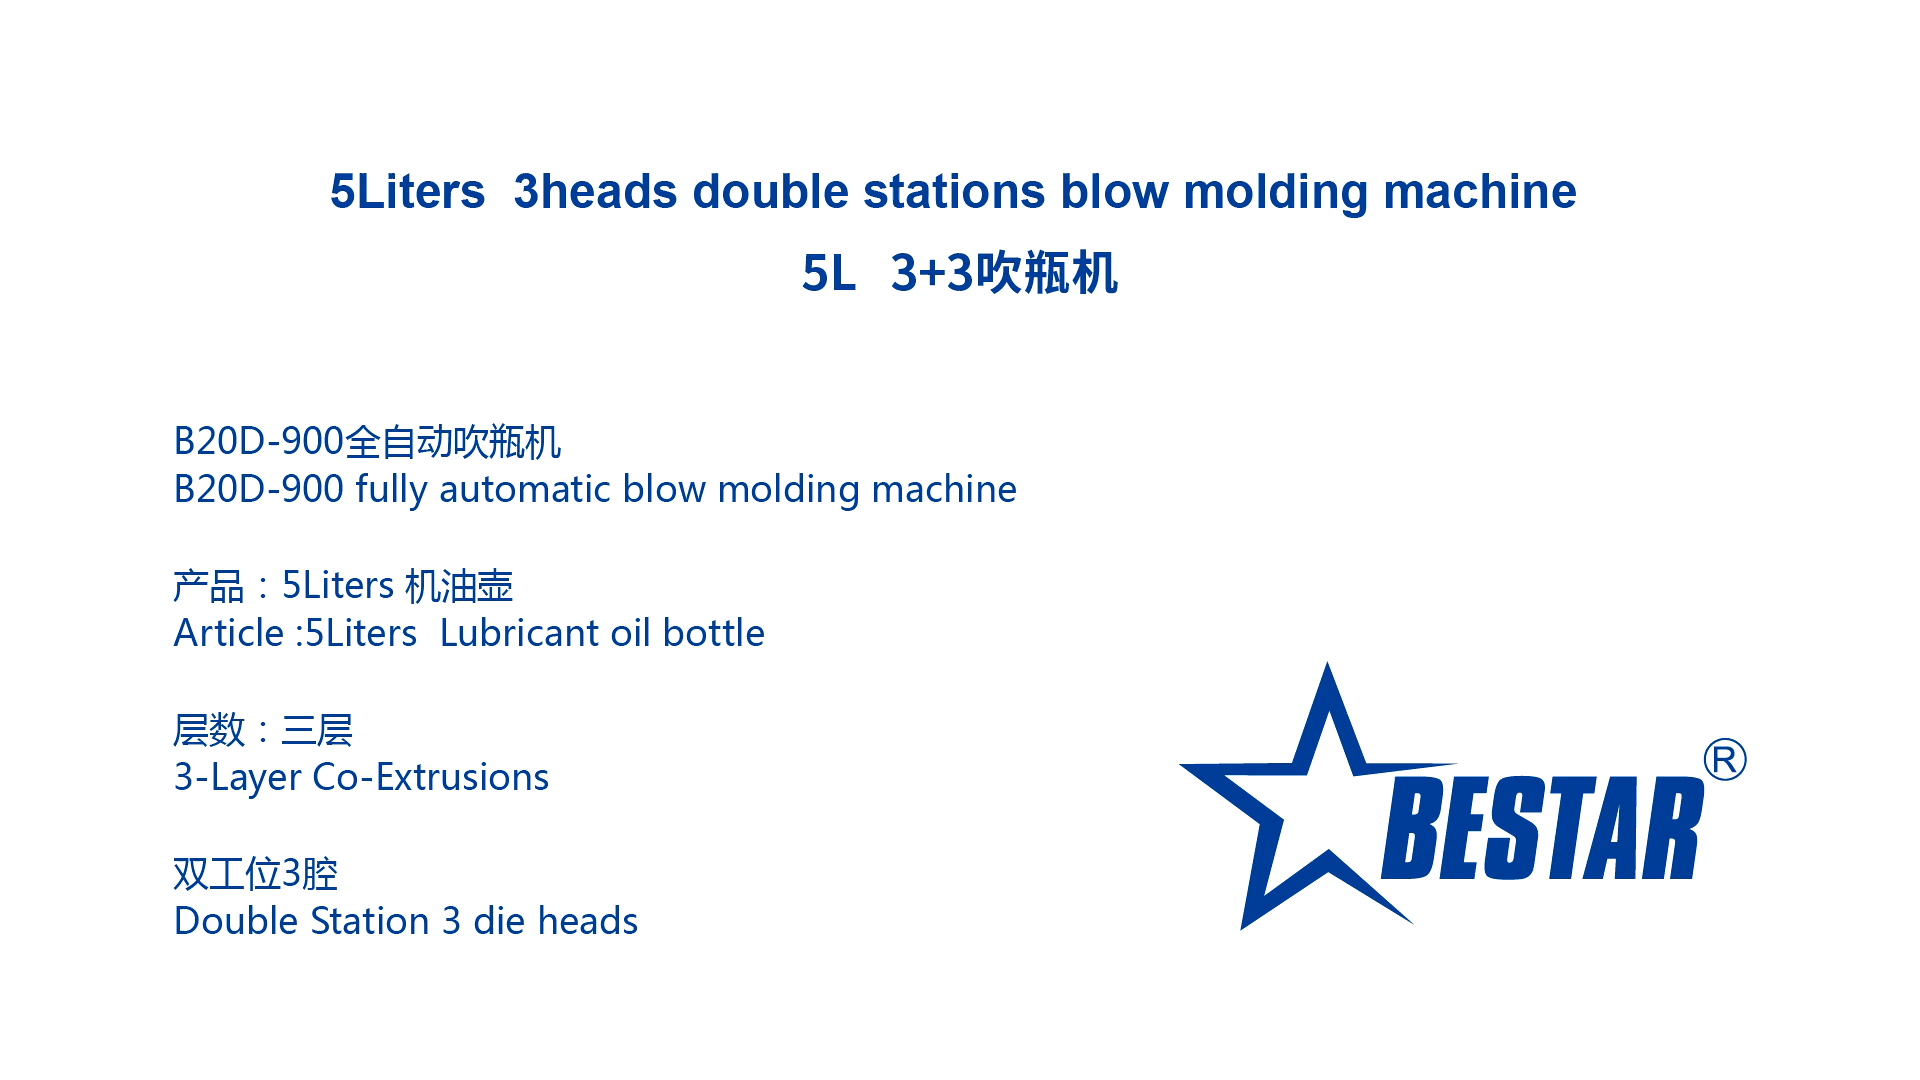 5Liters  3heads double stations blow molding machine
5L  3+3吹瓶机
B20D-900全自动吹瓶机
B20D-900 fully automatic blow molding machine
产品：5Liters 机油壶
Article :5Liters  Lubricant oil bottle
层数：三层
3-Layer Co-Extrusions
双工位3腔
Double Station 3 die heads
BESTAR®